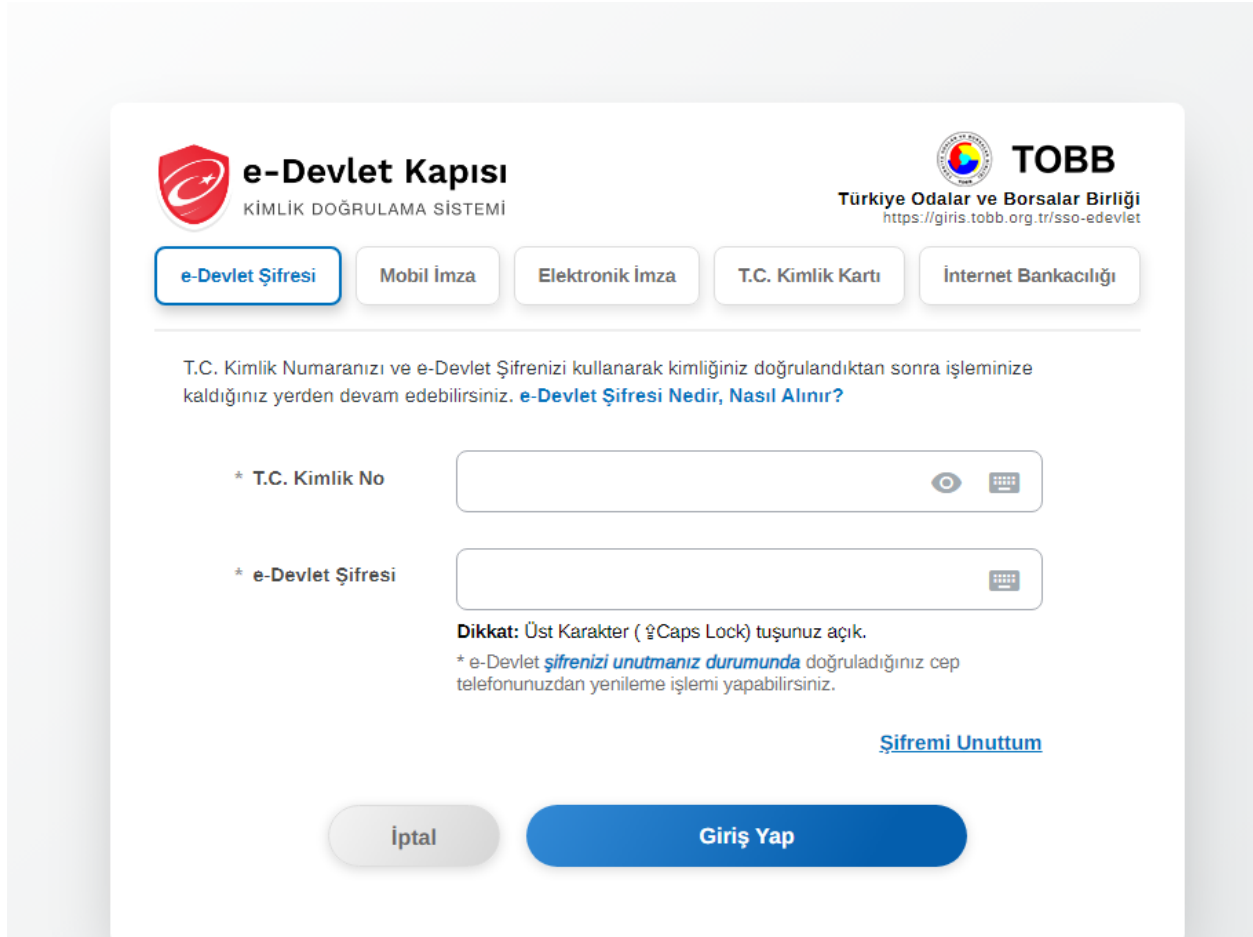 e-Devlet Kapısı
KİMLİK DOĞRULAMA SİSTEMİ
TOBB
Türkiye Odalar ve Borsalar Birliği
https://giris.tobb.org.tr/sso-edevlet
e-Devlet Şifresi
Mobil İmza
Elektronik İmza
T.C. Kimlik Kartı
İnternet Bankacılığı
T.C. Kimlik Numaranızı ve e-Devlet Şifrenizi kullanarak kimliğiniz doğrulandıktan sonra işleminize
kaldığınız yerden devam edebilirsiniz. e-Devlet Şifresi Nedir, Nasıl Alınır?
* T.C. Kimlik No
* e-Devlet Şifresi
Dikkat: Üst Karakter ( ⇪Caps Lock) tuşunuz açık.
* e-Devlet şifrenizi unutmanız durumunda doğruladığınız cep
telefonunuzdan yenileme işlemi yapabilirsiniz.
Şifremi Unuttum
İptal
Giriş Yap